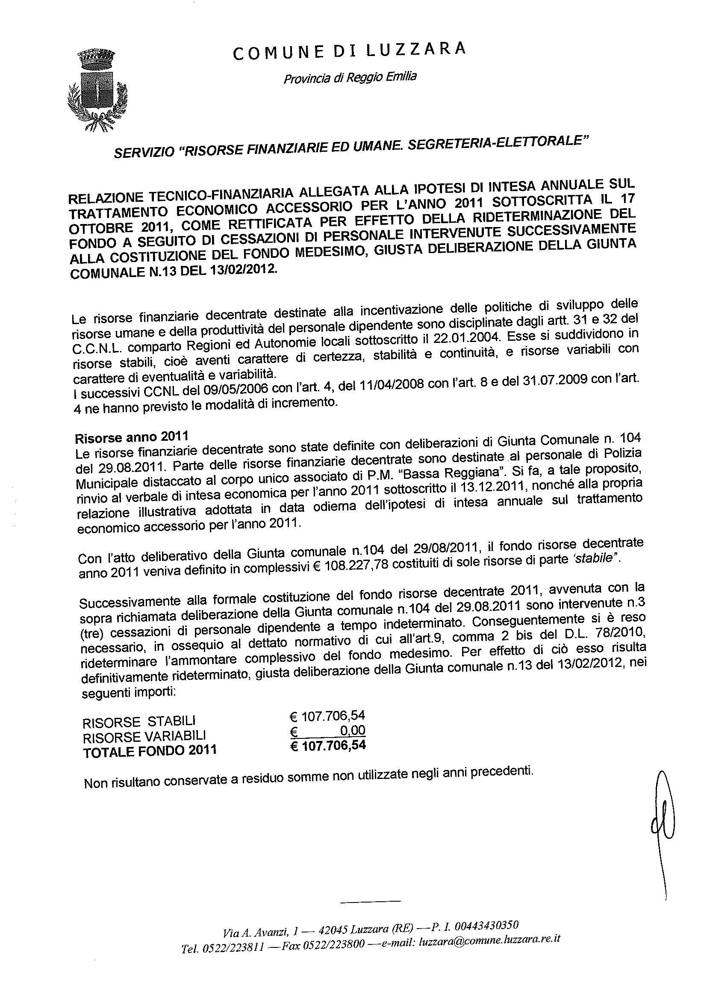 COMUNE DI LUZZARA
Provincia di Reggio Emilia
SERVIZIO “RISORSE FINANZIARIE ED UMANE. SEGRETERIA-ELETTORALE”
RELAZIONE TECNICO-FINANZIARIA ALLEGATA ALLA IPOTESI DI INTESA ANNUALE SUL
TRATTAMENTO ECONOMICO ACCESSORIO PER L’ANNO 2011 SOTTOSCRITTA IL 17
OTTOBRE 2011, COME RETTIFICATA PER EFFETTO DELLA RIDETERMINAZIONE DEL
FONDO A SEGUITO DI CESSAZIONI DI PERSONALE INTERVENUTE SUCCESSIVAMENTE
ALLA COSTITUZIONE DEL FONDO MEDESIMO, GIUSTA DELIBERAZIONE DELLA GIUNTA
COMUNALE N.13 DEL 13/02/2012.
Le risorse finanziarie decentrate destinate alla incentivazione delle politiche di sviluppo delle
risorse umane e della produttività del personale dipendente sono disciplinate dagli artt. 31 e 32 del
C.C.N.L. comparto Regioni ed Autonomie locali sottoscritto il 22.01.2004. Esse si suddividono in
risorse stabili, cioè aventi carattere di certezza, stabilità e continuità, e risorse variabili con
carattere di eventualità e variabilità.
I successivi CCNL del 09/05/2006 con l’art. 4, del 11/04/2008 con l’art. 8 e del 31.07.2009 con l’art.
4 ne hanno previsto le modalità di incremento.
Risorse anno 2011
Le risorse finanziarie decentrate sono state definite con deliberazioni di Giunta Comunale n. 104
del 29.08.2011. Parte delle risorse finanziarie decentrate sono destinate al personale di Polizia
Municipale distaccato al corpo unico associato di P.M. “Bassa Reggiana”. Si fa, a tale proposito,
rinvio al verbale di intesa economica per l’anno 2011 sottoscritto il 13.12.2011, nonché alla propria
relazione illustrativa adottata in data odierna dell’ipotesi di intesa annuale sul trattamento
economico accessorio per l’anno 2011.
Con l’atto deliberativo della Giunta comunale n.104 del 29/08/2011, il fondo risorse decentrate
anno 2011 veniva definito in complessivi € 108.227,78 costituiti di sole risorse di parte ‘stabile”.
Successivamente alla formale costituzione del fondo risorse decentrate 2011, avvenuta con la
sopra richiamata deliberazione della Giunta comunale n.104 del 29.08.2011 sono intervenute n.3
(tre) cessazioni di personale dipendente a tempo indeterminato. Conseguentemente si è reso
necessario, in ossequio al dettato normativo di cui all’art.9, comma 2 bis del D.L. 78/2010,
rideterminare l’ammontare complessivo del fondo medesimo. Per effetto di ciò esso risulta
definitivamente rideterminato, giusta deliberazione della Giunta comunale n.13 del 13/02/2012, nei
seguenti importi:
RISORSE STABILI € 107.706,54
RISORSE VARIABILI € 0,00
TOTALE FONDO 2011 € 107.706,54
Non risultano conservate a residuo somme non utilizzate negli anni precedenti.
Via A. Avanzi, 1 — 42045 Luzzara (RE) —P. I. 00443430350
Tel. 0522/223811 —Fax 0522/223800 —e-mail: luzzara@comune.luzzara.re.it